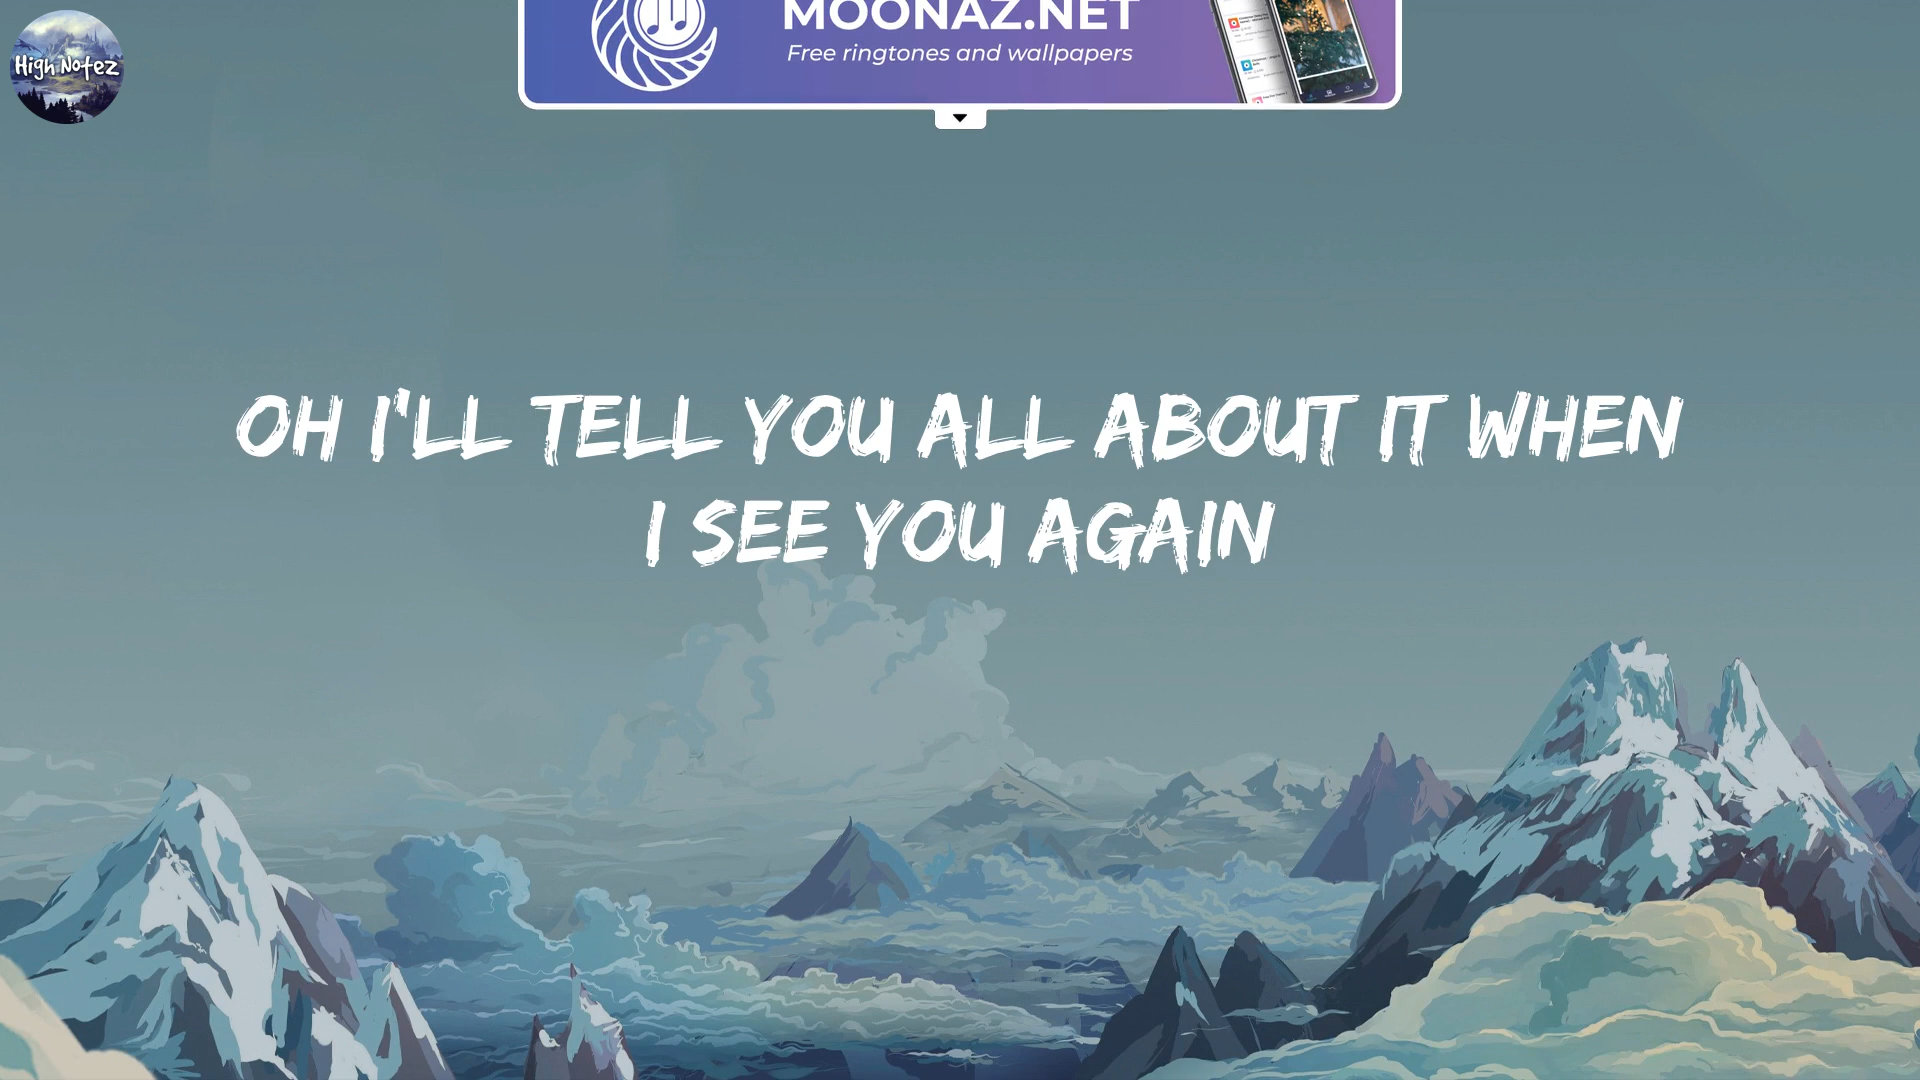 High Notez
MOONAZ.NET
Free ringtones and wallpapers
OH I'LL TELL YOU ALL ABOUT IT WHEN
I SEE YOU AGAIN